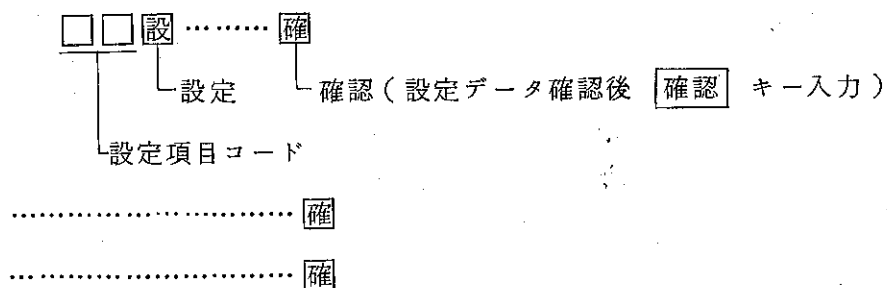 □□設………確
設定
確認(設定データ確認後 確認 キー入力)
設定項目コード
…………………………確
…………………………確